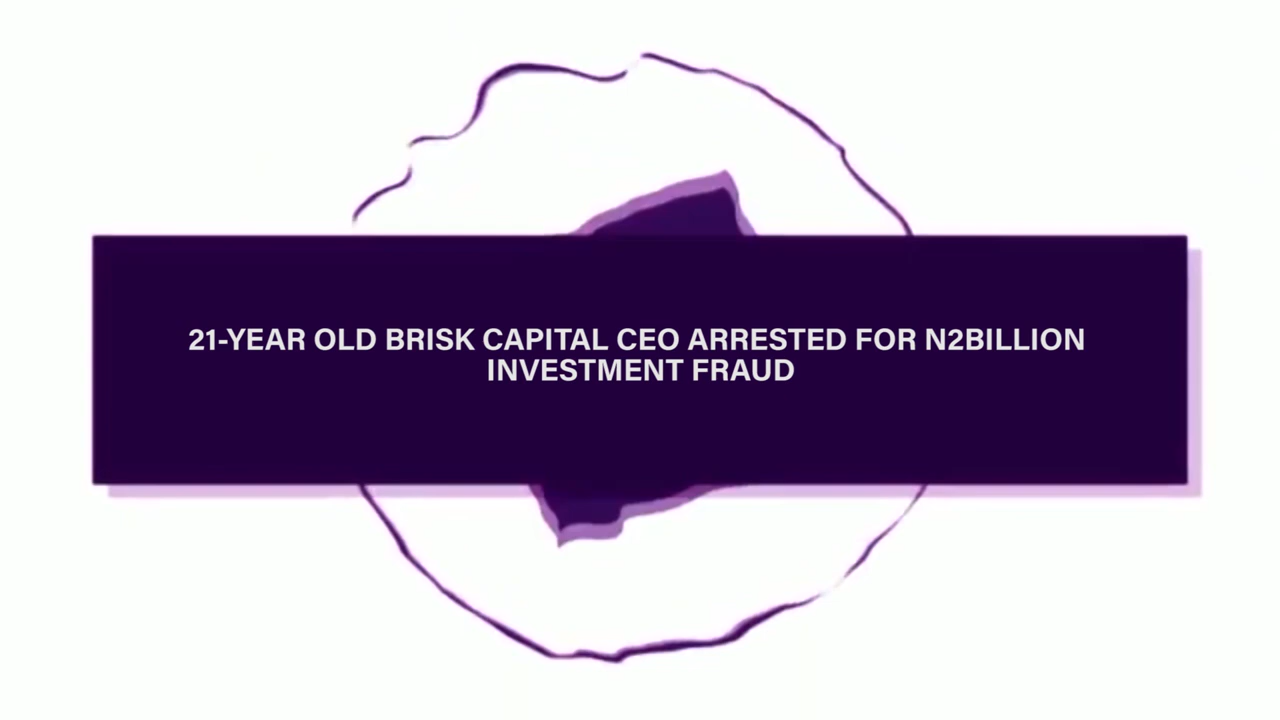 21-YEAR OLD BRISK CAPITAL CEO ARRESTED FOR N2BILLION
INVESTMENT FRAUD